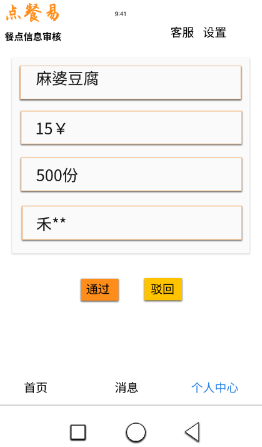 点餐易
9:41
餐点信息审核
客服 设置
麻婆豆腐
15￥
500份
禾**
通过 驳回
首页 消息 个人中心